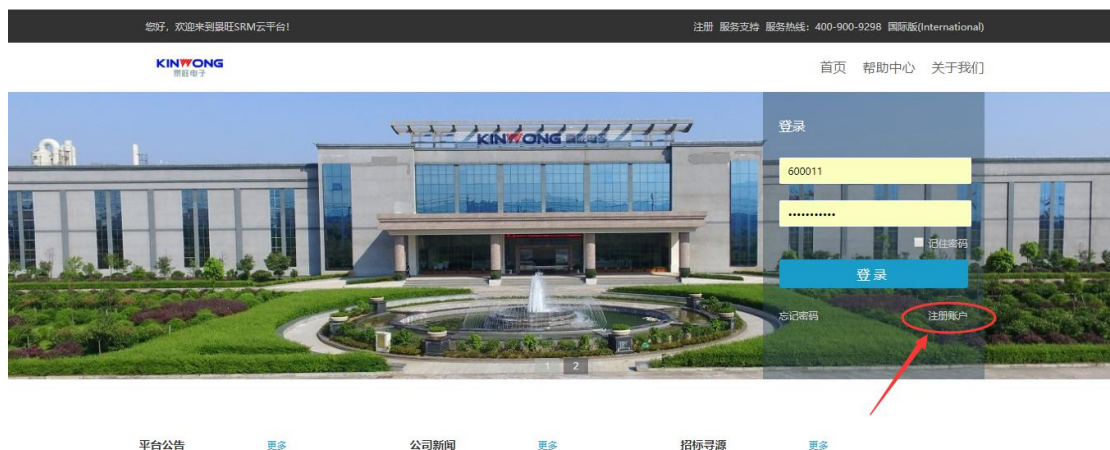 您好，欢迎来到景旺SRM云平台！
注册 服务支持 服务热线：400-900-9298 国际版(International)
KINWONG
景旺电子
首页 帮助中心 关于我们
KINWONG 景旺电子
登录
600011
•••••••••••
记住密码
登 录
忘记密码 注册账户
1 2
平台公告 更多 公司新闻 更多 招标寻源 更多